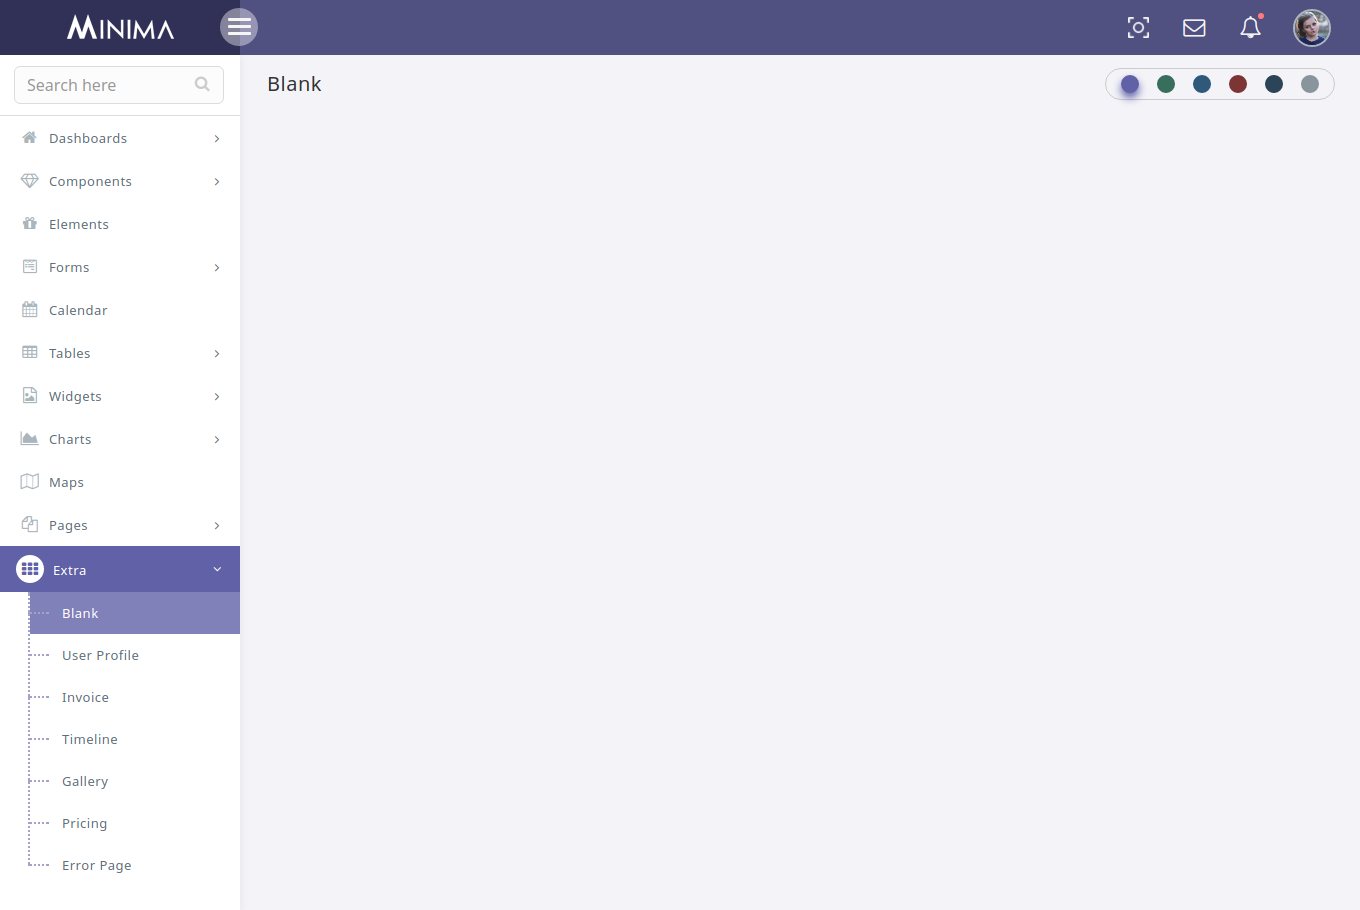 MINIMA
Search here
Blank
Dashboards
Components
Elements
Forms
Calendar
Tables
Widgets
Charts
Maps
Pages
Extra
Blank
User Profile
Invoice
Timeline
Gallery
Pricing
Error Page